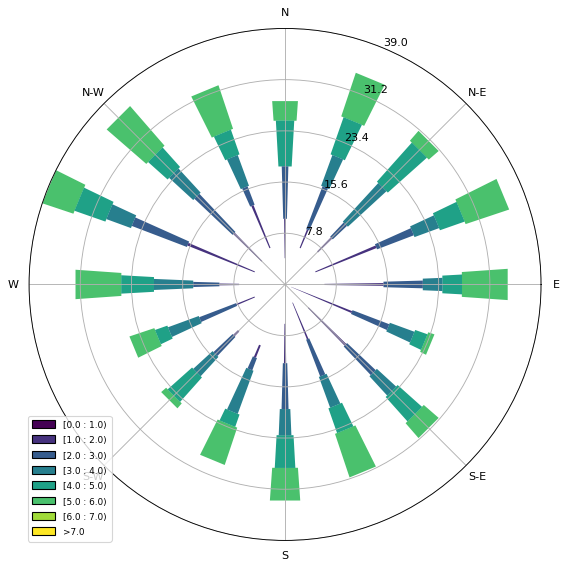 N
39.0
N-W
31.2
N-E
23.4
15.6
7.8
W
E
[0.0 : 1.0)
[1.0 : 2.0)
[2.0 : 3.0)
[3.0 : 4.0)
[4.0 : 5.0)
[5.0 : 6.0)
[6.0 : 7.0)
>7.0
S-W
S-E
S